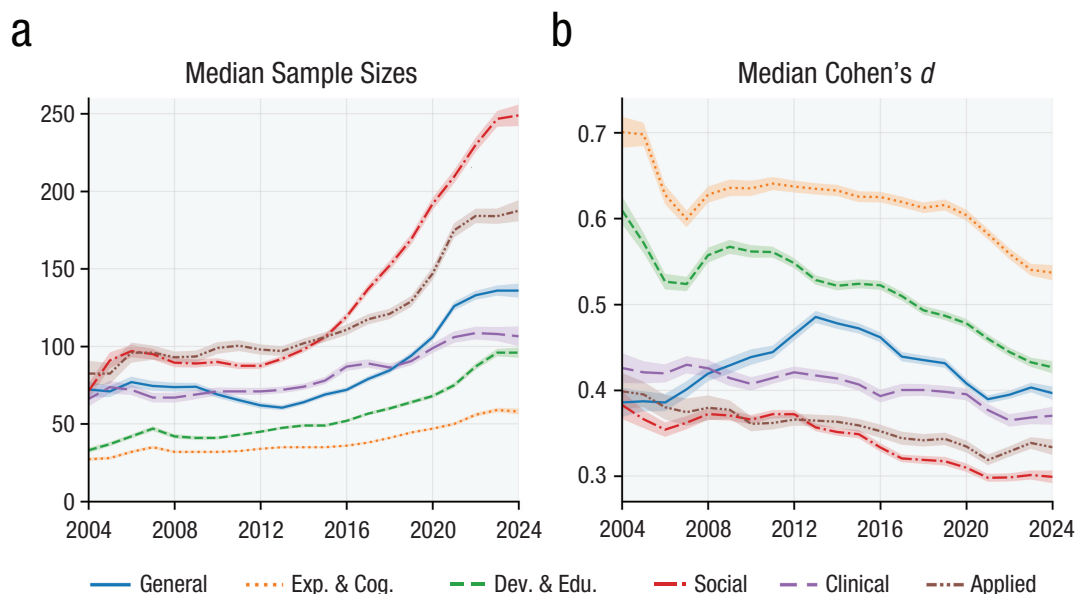 a
Median Sample Sizes
250
200
150
100
50
0
2004 2008 2012 2016 2020 2024
b
Median Cohen's d
0.7
0.6
0.5
0.4
0.3
2004 2008 2012 2016 2020 2024
General Exp. & Cog. Dev. & Edu. Social Clinical Applied